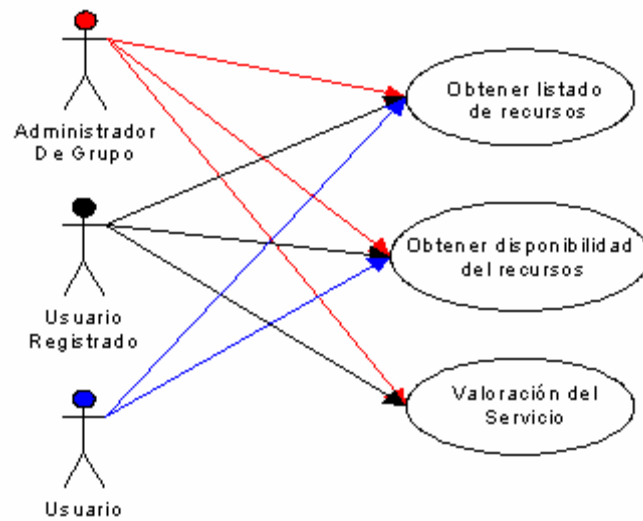 Administrador
De Grupo
Obtener listado
de recursos
Usuario
Registrado
Obtener disponibilidad
del recursos
Usuario
Valoración del
Servicio